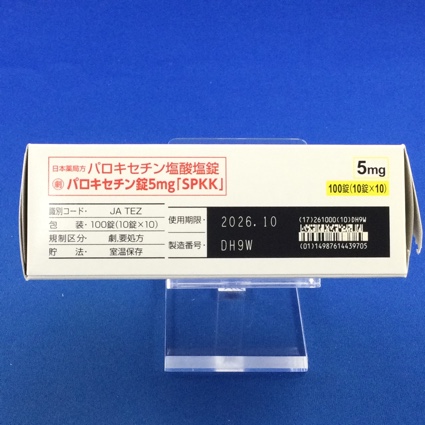 日本薬局方 パロキセチン塩酸塩錠
劇 パロキセチン錠5mg「SPKK」
5mg
100錠(10錠×10)
識別コード: JA TEZ
包装: 100錠(10錠×10)
規制区分: 劇,要処方
貯法: 室温保存
使用期限: 2026.10
製造番号: DH9W
(17)261000(10)DH9W
(01)14987614439705